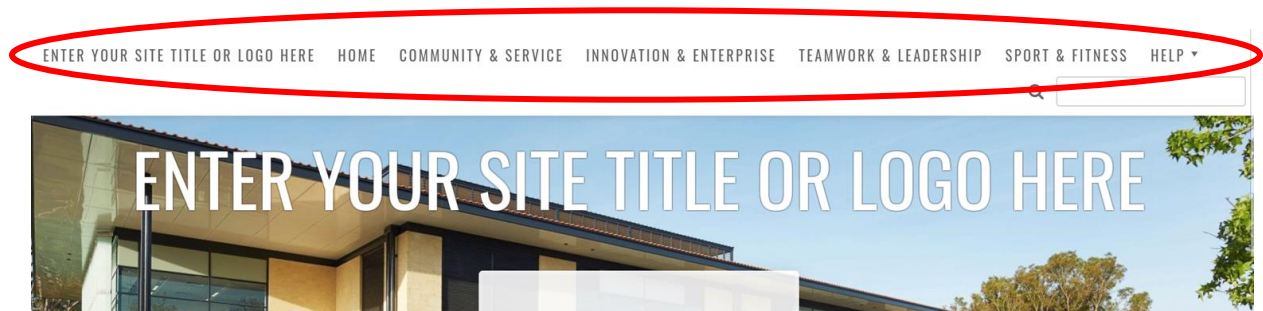 ENTER YOUR SITE TITLE OR LOGO HERE HOME COMMUNITY & SERVICE INNOVATION & ENTERPRISE TEAMWORK & LEADERSHIP SPORT & FITNESS HELP
ENTER YOUR SITE TITLE OR LOGO HERE